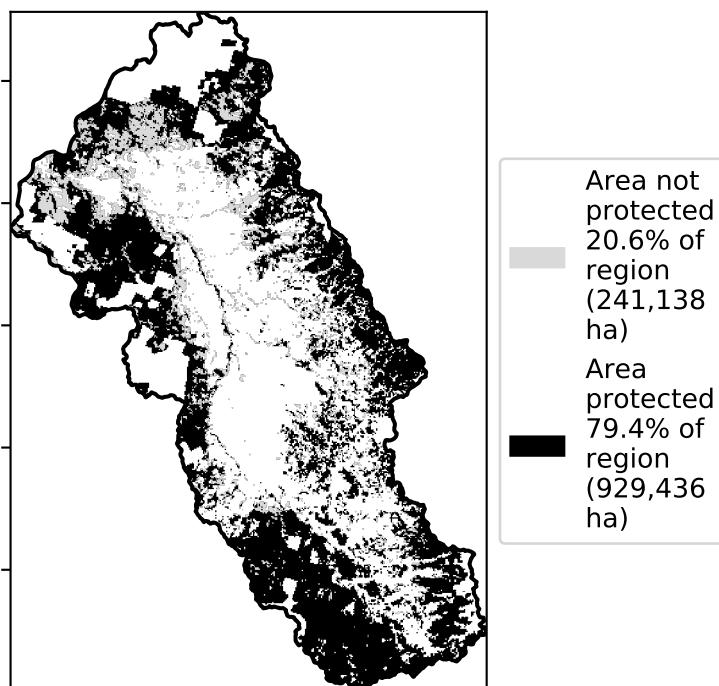 Area not
protected
20.6% of
region
(241,138
ha)
Area
protected
79.4% of
region
(929,436
ha)